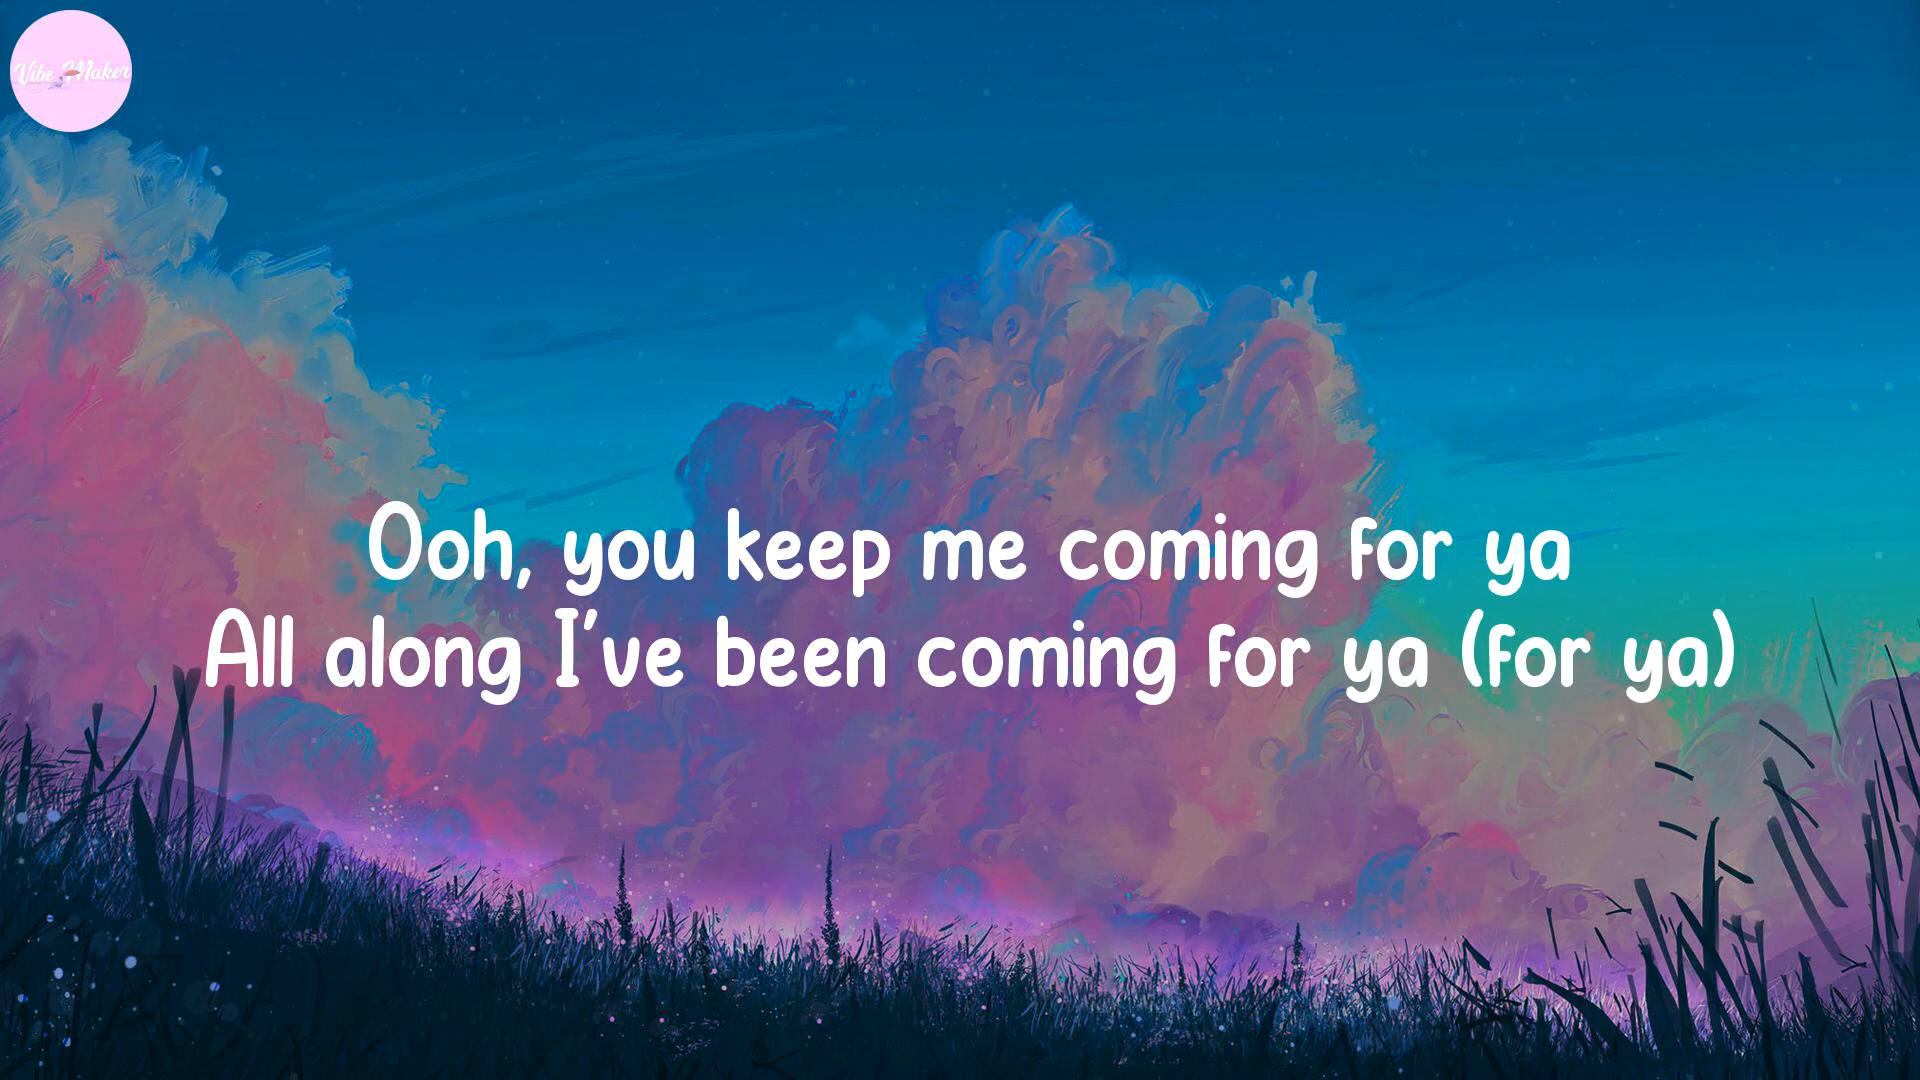 Vibe Maker
Ooh, you keep me coming for ya
All along I've been coming for ya (for ya)